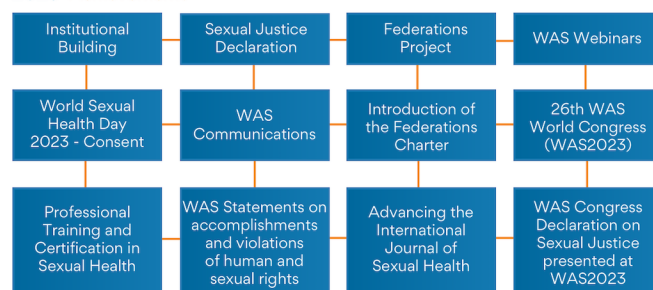 Institutional
Building
Sexual Justice
Declaration
Federations
Project
WAS Webinars
World Sexual
Health Day
2023 - Consent
WAS
Communications
Introduction of
the Federations
Charter
26th WAS
World Congress
(WAS2023)
Professional
Training and
Certification in
Sexual Health
WAS Statements on
accomplishments
and violations
of human and
sexual rights
Advancing the
International
Journal of
Sexual Health
WAS Congress
Declaration on
Sexual Justice
presented at
WAS2023